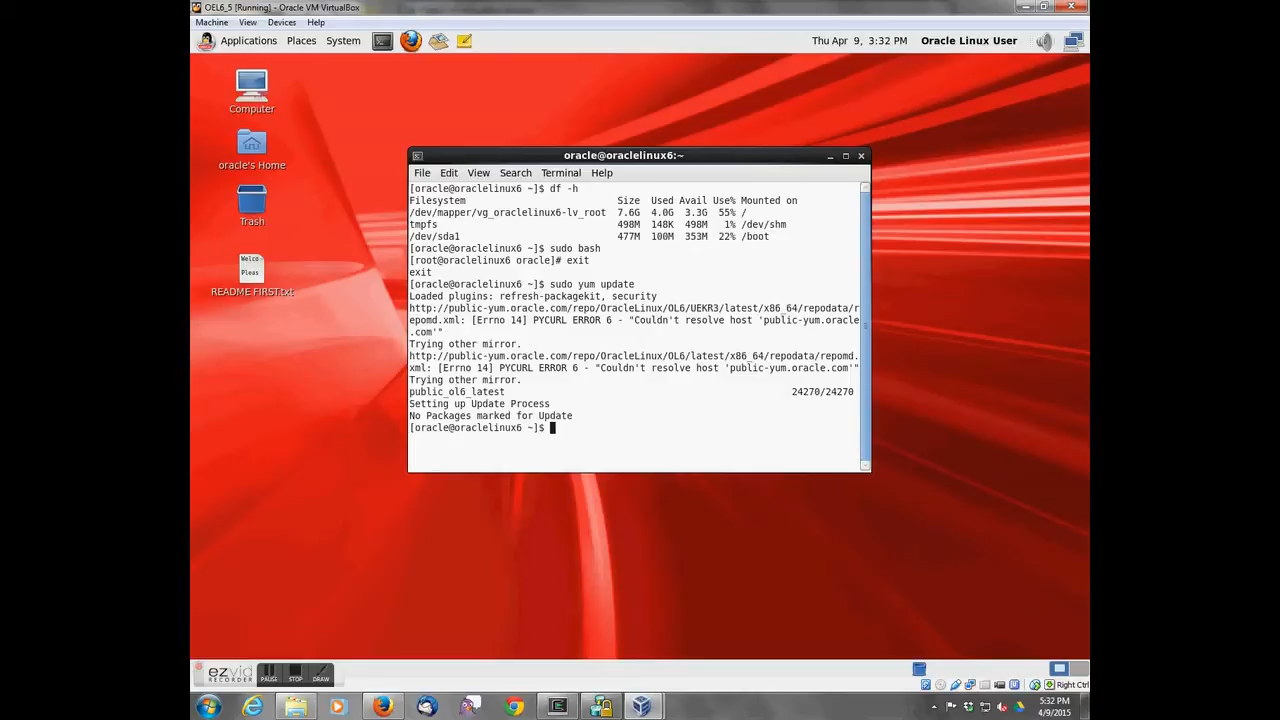 OEL6_5 [Running] - Oracle VM VirtualBox
Machine View Devices Help
Applications Places System Thu Apr 9, 3:32 PM Oracle Linux User
Computer
oracle's Home
Trash
Welco
Pleas
README FIRST.txt
oracle@oraclelinux6:~
File Edit View Search Terminal Help
[oracle@oraclelinux6 ~]$ df -h
Filesystem Size Used Avail Use% Mounted on
/dev/mapper/vg_oraclelinux6-lv_root 7.6G 4.0G 3.3G 55% /
tmpfs 498M 148K 498M 1% /dev/shm
/dev/sda1 477M 100M 353M 22% /boot
[oracle@oraclelinux6 ~]$ sudo bash
[root@oraclelinux6 oracle]# exit
exit
[oracle@oraclelinux6 ~]$ sudo yum update
Loaded plugins: refresh-packagekit, security
http://public-yum.oracle.com/repo/OracleLinux/OL6/UEKR3/latest/x86_64/repodata/r
epomd.xml: [Errno 14] PYCURL ERROR 6 - "Couldn't resolve host 'public-yum.oracle
.com'"
Trying other mirror.
http://public-yum.oracle.com/repo/OracleLinux/OL6/latest/x86_64/repodata/repomd.
xml: [Errno 14] PYCURL ERROR 6 - "Couldn't resolve host 'public-yum.oracle.com'"
Trying other mirror.
public_ol6_latest 24270/24270
Setting up Update Process
No Packages marked for Update
[oracle@oraclelinux6 ~]$
ezvid
RECORDER
PAUSE STOP DRAW
Right Ctrl
5:32 PM
4/9/2015